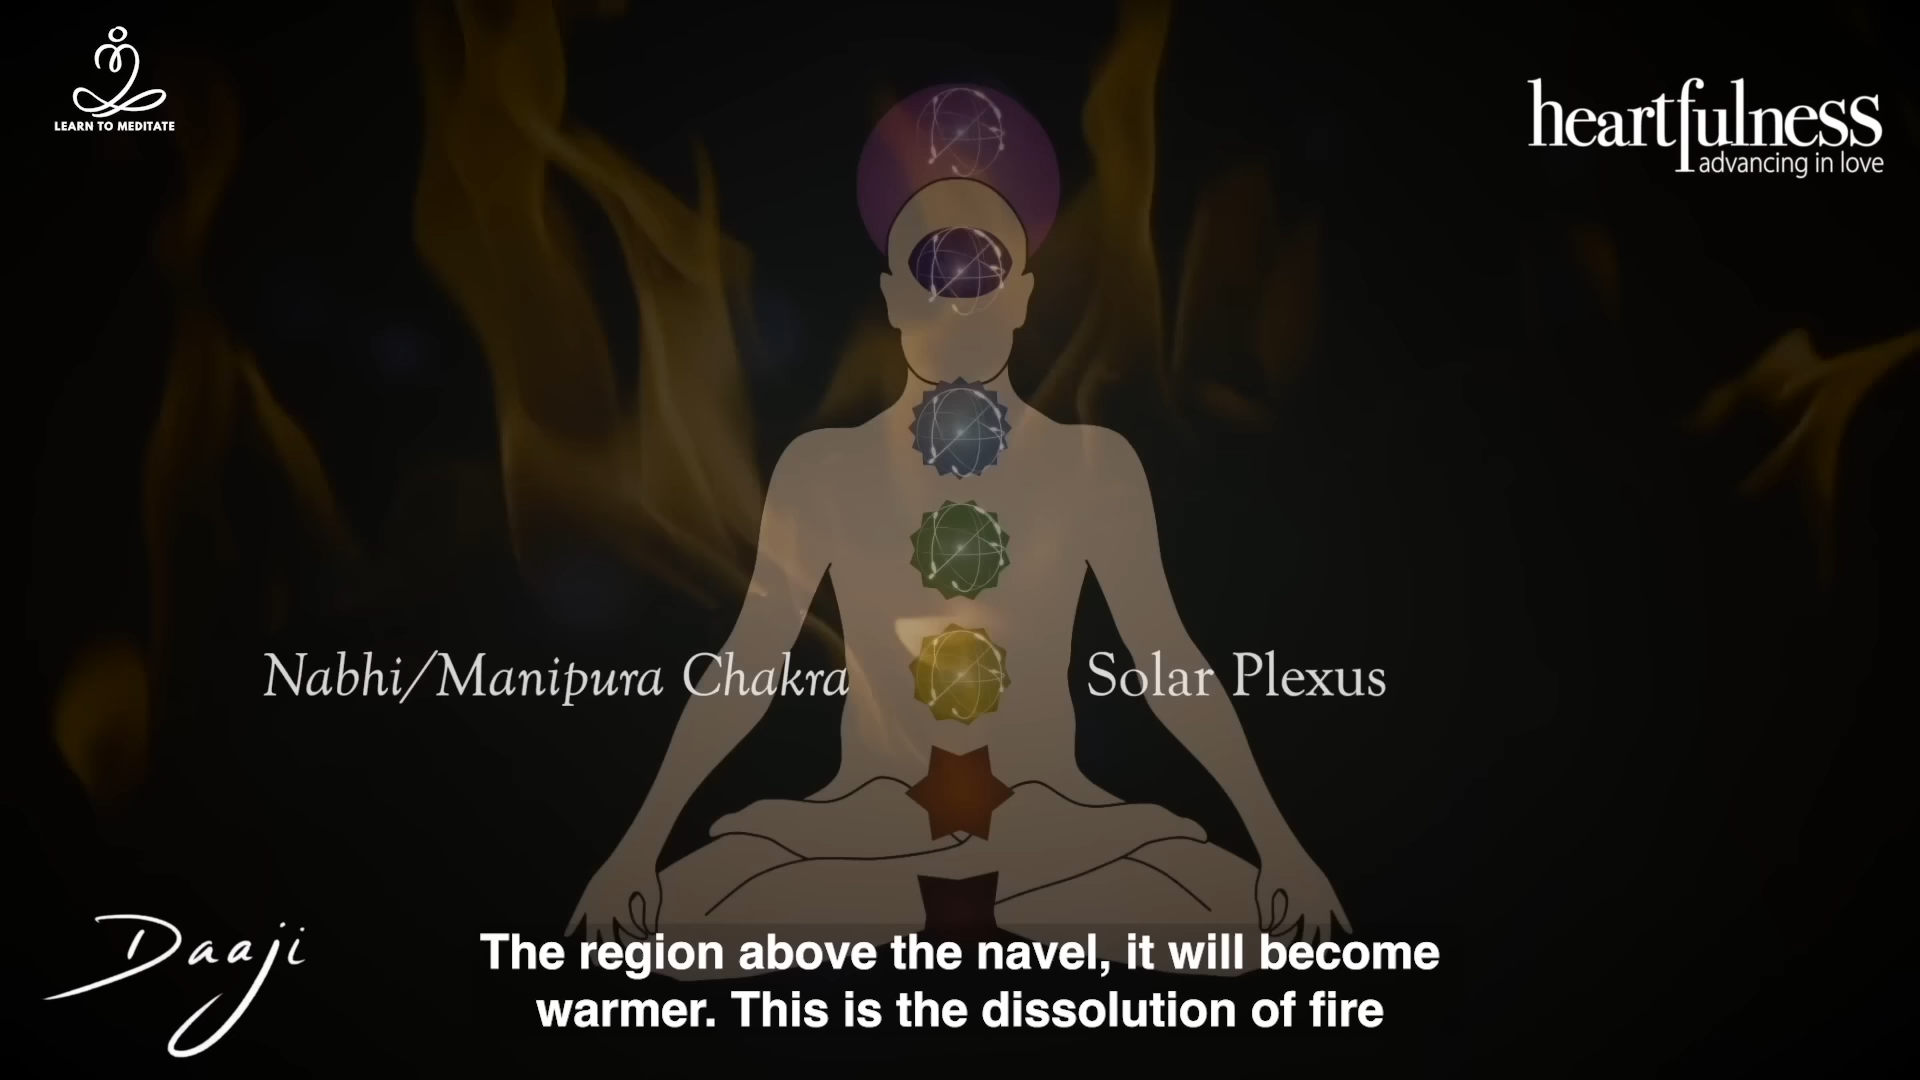 LEARN TO MEDITATE
heartfulness
advancing in love
Nabhi/Manipura Chakra
Solar Plexus
Daaji
The region above the navel, it will become
warmer. This is the dissolution of fire